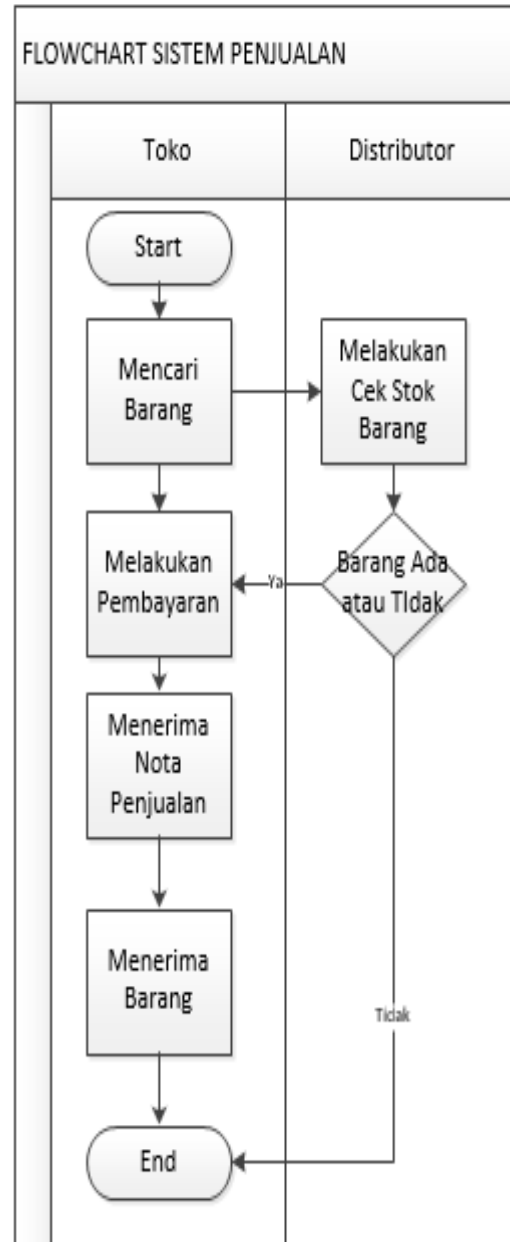 FLOWCHART SISTEM PENJUALAN
Toko
Distributor
Start
Mencari
Barang
Melakukan
Cek Stok
Barang
Melakukan
Pembayaran
Ya
Barang Ada
atau TIdak
Menerima
Nota
Penjualan
Menerima
Barang
Tidak
End